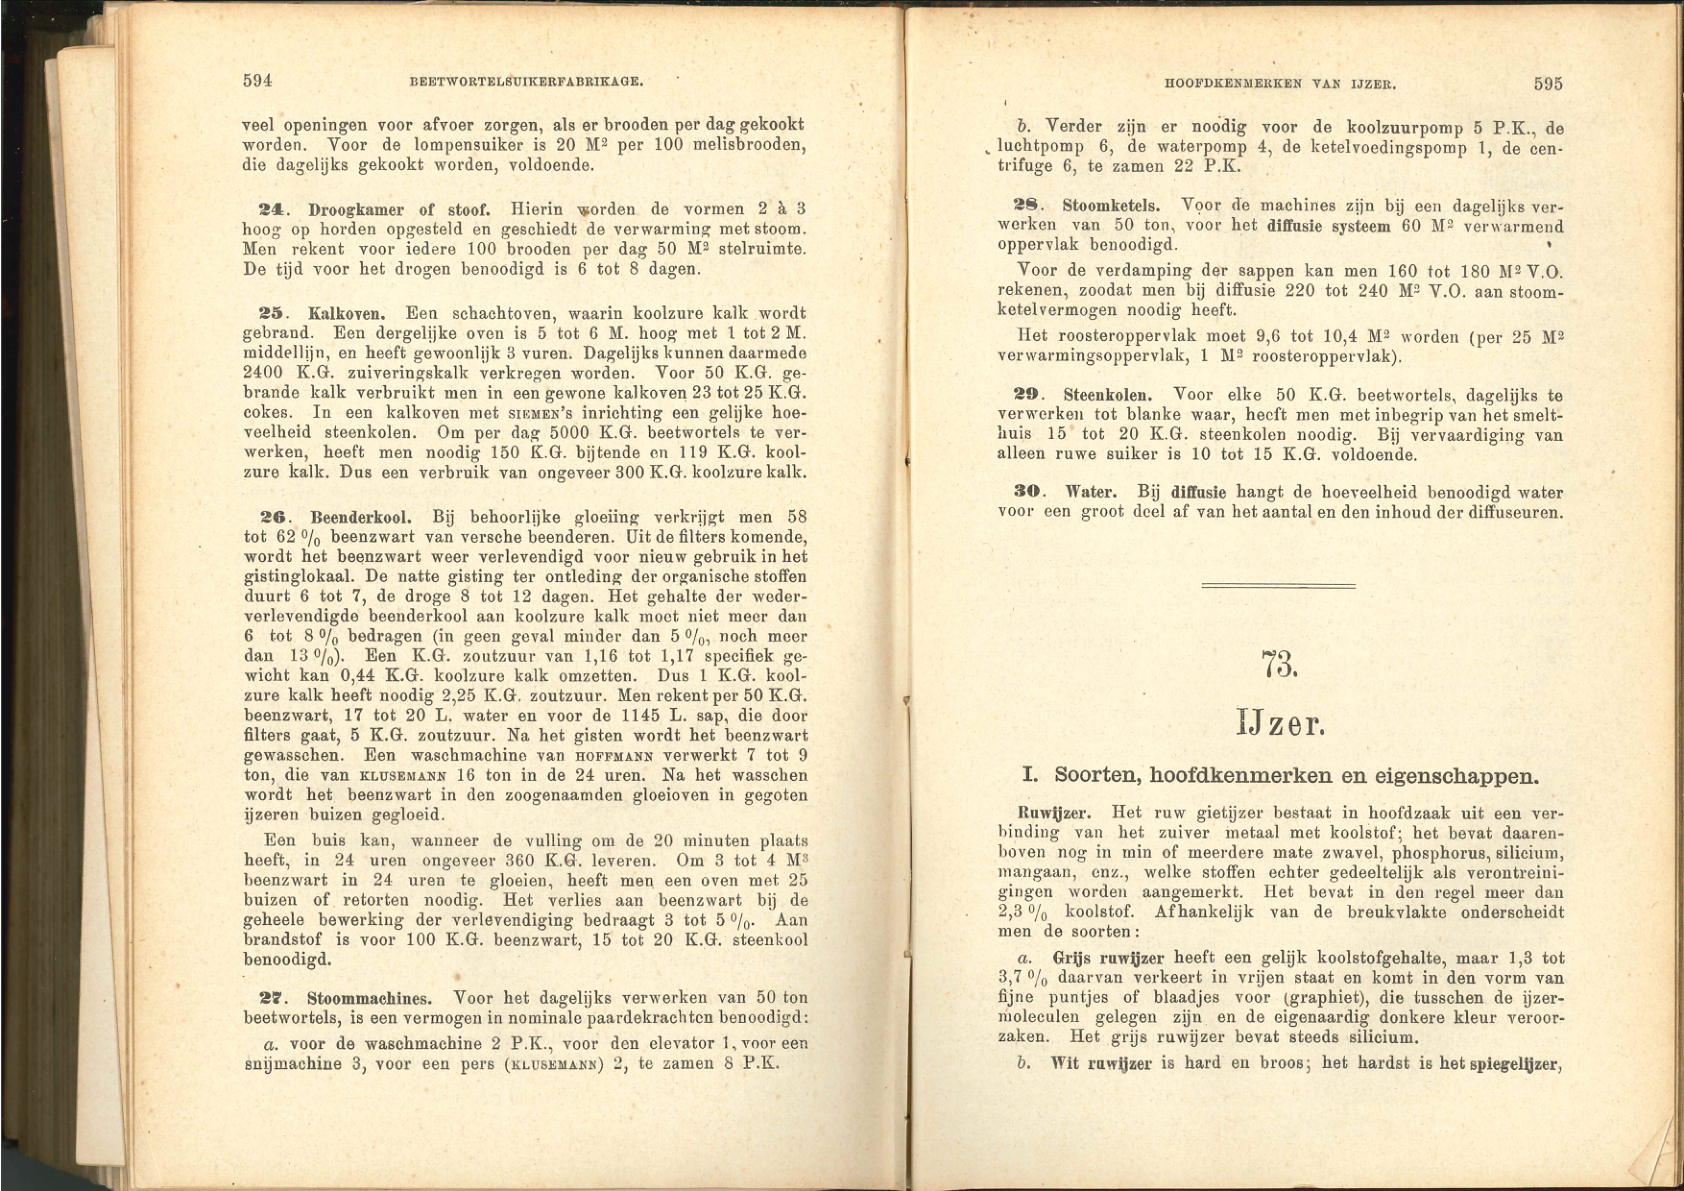 594 BEETWORTELSUIKERFABRIKAGE.
veel openingen voor afvoer zorgen, als er brooden per dag gekookt
worden. Voor de lompensuiker is 20 M² per 100 melisbrooden,
die dagelijks gekookt worden, voldoende.
24. Droogkamer of stoof. Hierin worden de vormen 2 à 3
hoog op horden opgesteld en geschiedt de verwarming met stoom.
Men rekent voor iedere 100 brooden per dag 50 M² stelruimte.
De tijd voor het drogen benoodigd is 6 tot 8 dagen.
25. Kalkoven. Een schachtoven, waarin koolzure kalk wordt
gebrand. Een dergelijke oven is 5 tot 6 M. hoog met 1 tot 2 M.
middellijn, en heeft gewoonlijk 3 vuren. Dagelijks kunnen daarmede
2400 K.G. zuiveringskalk verkregen worden. Voor 50 K.G. ge-
brande kalk verbruikt men in een gewone kalkoven 23 tot 25 K.G.
cokes. In een kalkoven met SIEMEN's inrichting een gelijke hoe-
veelheid steenkolen. Om per dag 5000 K.G. beetwortels te ver-
werken, heeft men noodig 150 K.G. bijtende en 119 K.G. kool-
zure kalk. Dus een verbruik van ongeveer 300 K.G. koolzure kalk.
26. Beenderkool. Bij behoorlijke gloeiing verkrijgt men 58
tot 62 % beenzwart van versche beenderen. Uit de filters komende,
wordt het beenzwart weer verlevendigd voor nieuw gebruik in het
gistinglokaal. De natte gisting ter ontleding der organische stoffen
duurt 6 tot 7, de droge 8 tot 12 dagen. Het gehalte der weder-
verlevendigde beenderkool aan koolzure kalk moet niet meer dan
6 tot 8 % bedragen (in geen geval minder dan 5 %, noch meer
dan 13 %). Een K.G. zoutzuur van 1,16 tot 1,17 specifiek ge-
wicht kan 0,44 K.G. koolzure kalk omzetten. Dus 1 K.G. kool-
zure kalk heeft noodig 2,25 K.G. zoutzuur. Men rekent per 50 K.G.
beenzwart, 17 tot 20 L. water en voor de 1145 L. sap, die door
filters gaat, 5 K.G. zoutzuur. Na het gisten wordt het beenzwart
gewasschen. Een waschmachine van HOFFMANN verwerkt 7 tot 9
ton, die van KLUSEMANN 16 ton in de 24 uren. Na het wasschen
wordt het beenzwart in den zoogenaamden gloeioven in gegoten
ijzeren buizen gegloeid.
Een buis kan, wanneer de vulling om de 20 minuten plaats
heeft, in 24 uren ongeveer 360 K.G. leveren. Om 3 tot 4 M³
beenzwart in 24 uren te gloeien, heeft men een oven met 25
buizen of retorten noodig. Het verlies aan beenzwart bij de
geheele bewerking der verlevendiging bedraagt 3 tot 5 %. Aan
brandstof is voor 100 K.G. beenzwart, 15 tot 20 K.G. steenkool
benoodigd.
27. Stoommachines. Voor het dagelijks verwerken van 50 ton
beetwortels, is een vermogen in nominale paardekrachten benoodigd:
a. voor de waschmachine 2 P.K., voor den elevator 1, voor een
snijmachine 3, voor een pers (KLUSEMANN) 2, te zamen 8 P.K.
HOOFDKENMERKEN VAN IJZER. 595
b. Verder zijn er noodig voor de koolzuurpomp 5 P.K., de
luchtpomp 6, de waterpomp 4, de ketelvoedingspomp 1, de cen-
trifuge 6, te zamen 22 P.K.
28. Stoomketels. Voor de machines zijn bij een dagelijks ver-
werken van 50 ton, voor het diffusie systeem 60 M² verwarmend
oppervlak benoodigd.
Voor de verdamping der sappen kan men 160 tot 180 M² V.O.
rekenen, zoodat men bij diffusie 220 tot 240 M² V.O. aan stoom-
ketelvermogen noodig heeft.
Het roosteroppervlak moet 9,6 tot 10,4 M² worden (per 25 M²
verwarmingsoppervlak, 1 M² roosteroppervlak).
29. Steenkolen. Voor elke 50 K.G. beetwortels, dagelijks te
verwerken tot blanke waar, heeft men met inbegrip van het smelt-
huis 15 tot 20 K.G. steenkolen noodig. Bij vervaardiging van
alleen ruwe suiker is 10 tot 15 K.G. voldoende.
30. Water. Bij diffusie hangt de hoeveelheid benoodigd water
voor een groot deel af van het aantal en den inhoud der diffuseuren.
73.
IJzer.
I. Soorten, hoofdkenmerken en eigenschappen.
Ruwijzer. Het ruw gietijzer bestaat in hoofdzaak uit een ver-
binding van het zuiver metaal met koolstof; het bevat daaren-
boven nog in min of meerdere mate zwavel, phosphorus, silicium,
mangaan, enz., welke stoffen echter gedeeltelijk als verontreini-
gingen worden aangemerkt. Het bevat in den regel meer dan
2,3 % koolstof. Afhankelijk van de breukvlakte onderscheidt
men de soorten:
a. Grijs ruwijzer heeft een gelijk koolstofgehalte, maar 1,3 tot
3,7 % daarvan verkeert in vrijen staat en komt in den vorm van
fijne puntjes of blaadjes voor (graphiet), die tusschen de ijzer-
moleculen gelegen zijn en de eigenaardig donkere kleur veroor-
zaken. Het grijs ruwijzer bevat steeds silicium.
b. Wit ruwijzer is hard en broos; het hardst is het spiegelijzer,